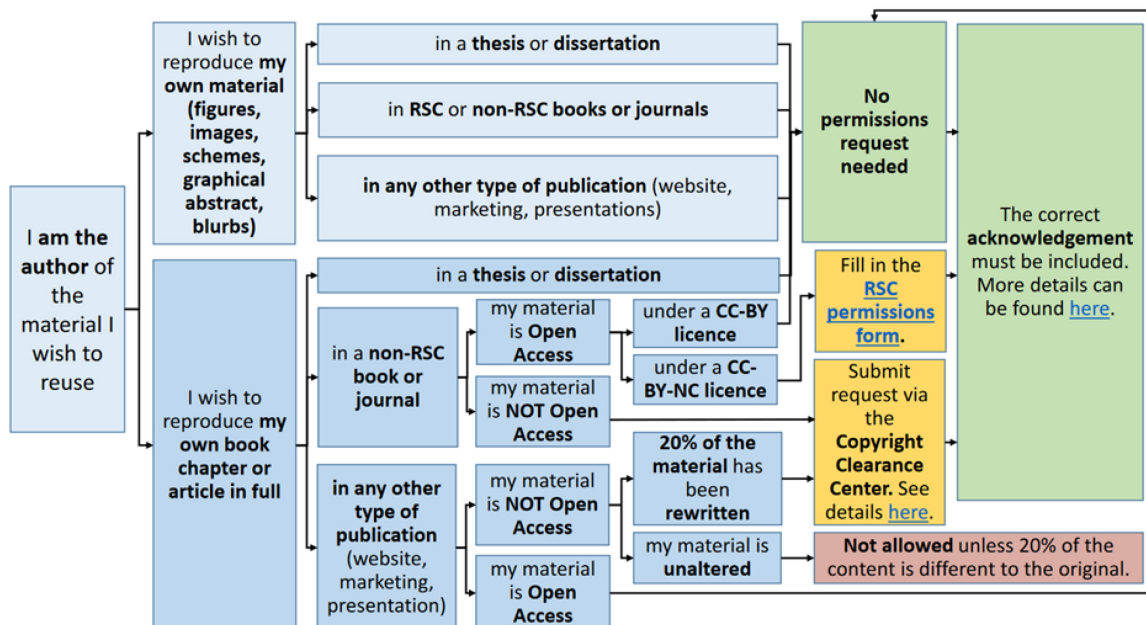 I am the
author of
the
material I
wish to
reuse
I wish to
reproduce my
own material
(figures,
images,
schemes,
graphical
abstract,
blurbs)
in a thesis or dissertation
in RSC or non-RSC books or journals
in any other type of publication (website,
marketing, presentations)
No
permissions
request
needed
The correct
acknowledgement
must be included.
More details can
be found here.
I wish to
reproduce my
own book
chapter or
article in full
in a thesis or dissertation
in a non-RSC
book or
journal
my material
is Open
Access
under a CC-BY
licence
under a CC-
BY-NC licence
Fill in the
RSC
permissions
form.
my material
is NOT Open
Access
Submit
request via
the
Copyright
Clearance
Center. See
details here.
in any other
type of
publication
(website,
marketing,
presentation)
my material
is NOT Open
Access
20% of the
material has
been
rewritten
my material is
unaltered
Not allowed unless 20% of the
content is different to the original.
my material
is Open
Access